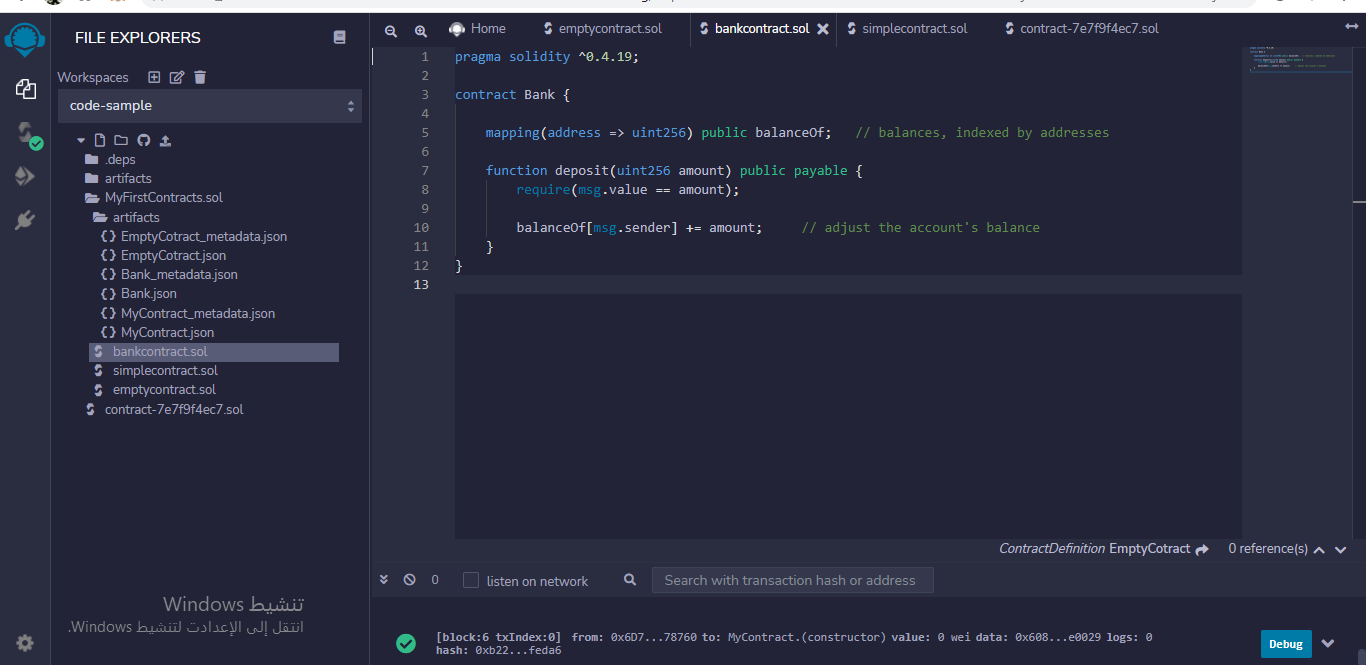 FILE EXPLORERS
Workspaces
code-sample
.deps
artifacts
MyFirstContracts.sol
artifacts
EmptyCotract_metadata.json
EmptyCotract.json
Bank_metadata.json
Bank.json
MyContract_metadata.json
MyContract.json
bankcontract.sol
simplecontract.sol
emptycontract.sol
contract-7e7f9f4ec7.sol
تنشيط Windows
انتقل إلى الإعدادت لتنشيط Windows.
Home emptycontract.sol bankcontract.sol simplecontract.sol contract-7e7f9f4ec7.sol
1 pragma solidity ^0.4.19;
2
3 contract Bank {
4
5 mapping(address => uint256) public balanceOf; // balances, indexed by addresses
6
7 function deposit(uint256 amount) public payable {
8 require(msg.value == amount);
9
10 balanceOf[msg.sender] += amount; // adjust the account's balance
11 }
12 }
13
ContractDefinition EmptyCotract 0 reference(s)
0 listen on network Search with transaction hash or address
[block:6 txIndex:0] from: 0x6D7...78760 to: MyContract.(constructor) value: 0 wei data: 0x608...e0029 logs: 0
hash: 0xb22...feda6
Debug